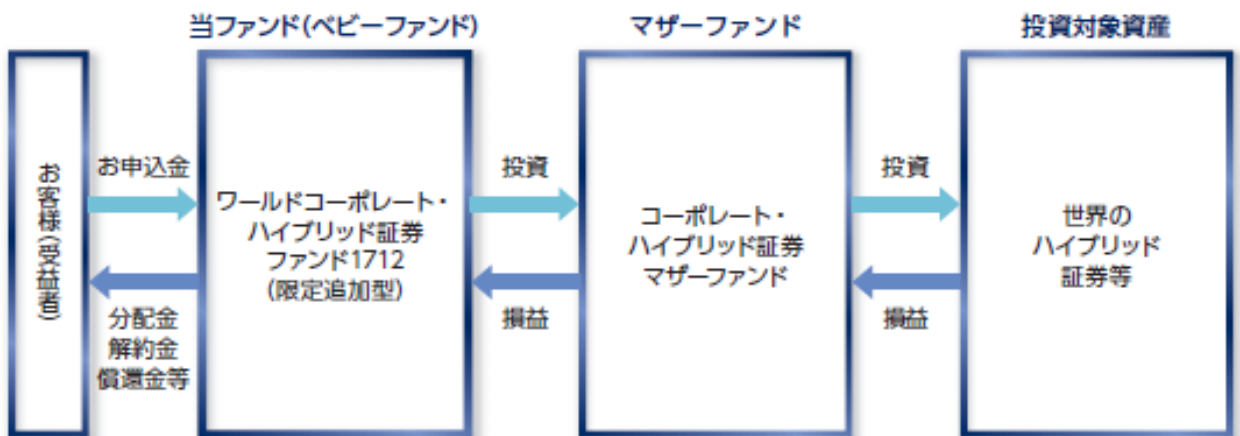 当ファンド(ベビーファンド)
マザーファンド
投資対象資産
お客様(受益者)
お申込金
分配金
解約金
償還金等
ワールドコーポレート・
ハイブリッド証券
ファンド1712
(限定追加型)
投資
損益
コーポレート・
ハイブリッド証券
マザーファンド
投資
損益
世界の
ハイブリッド
証券等